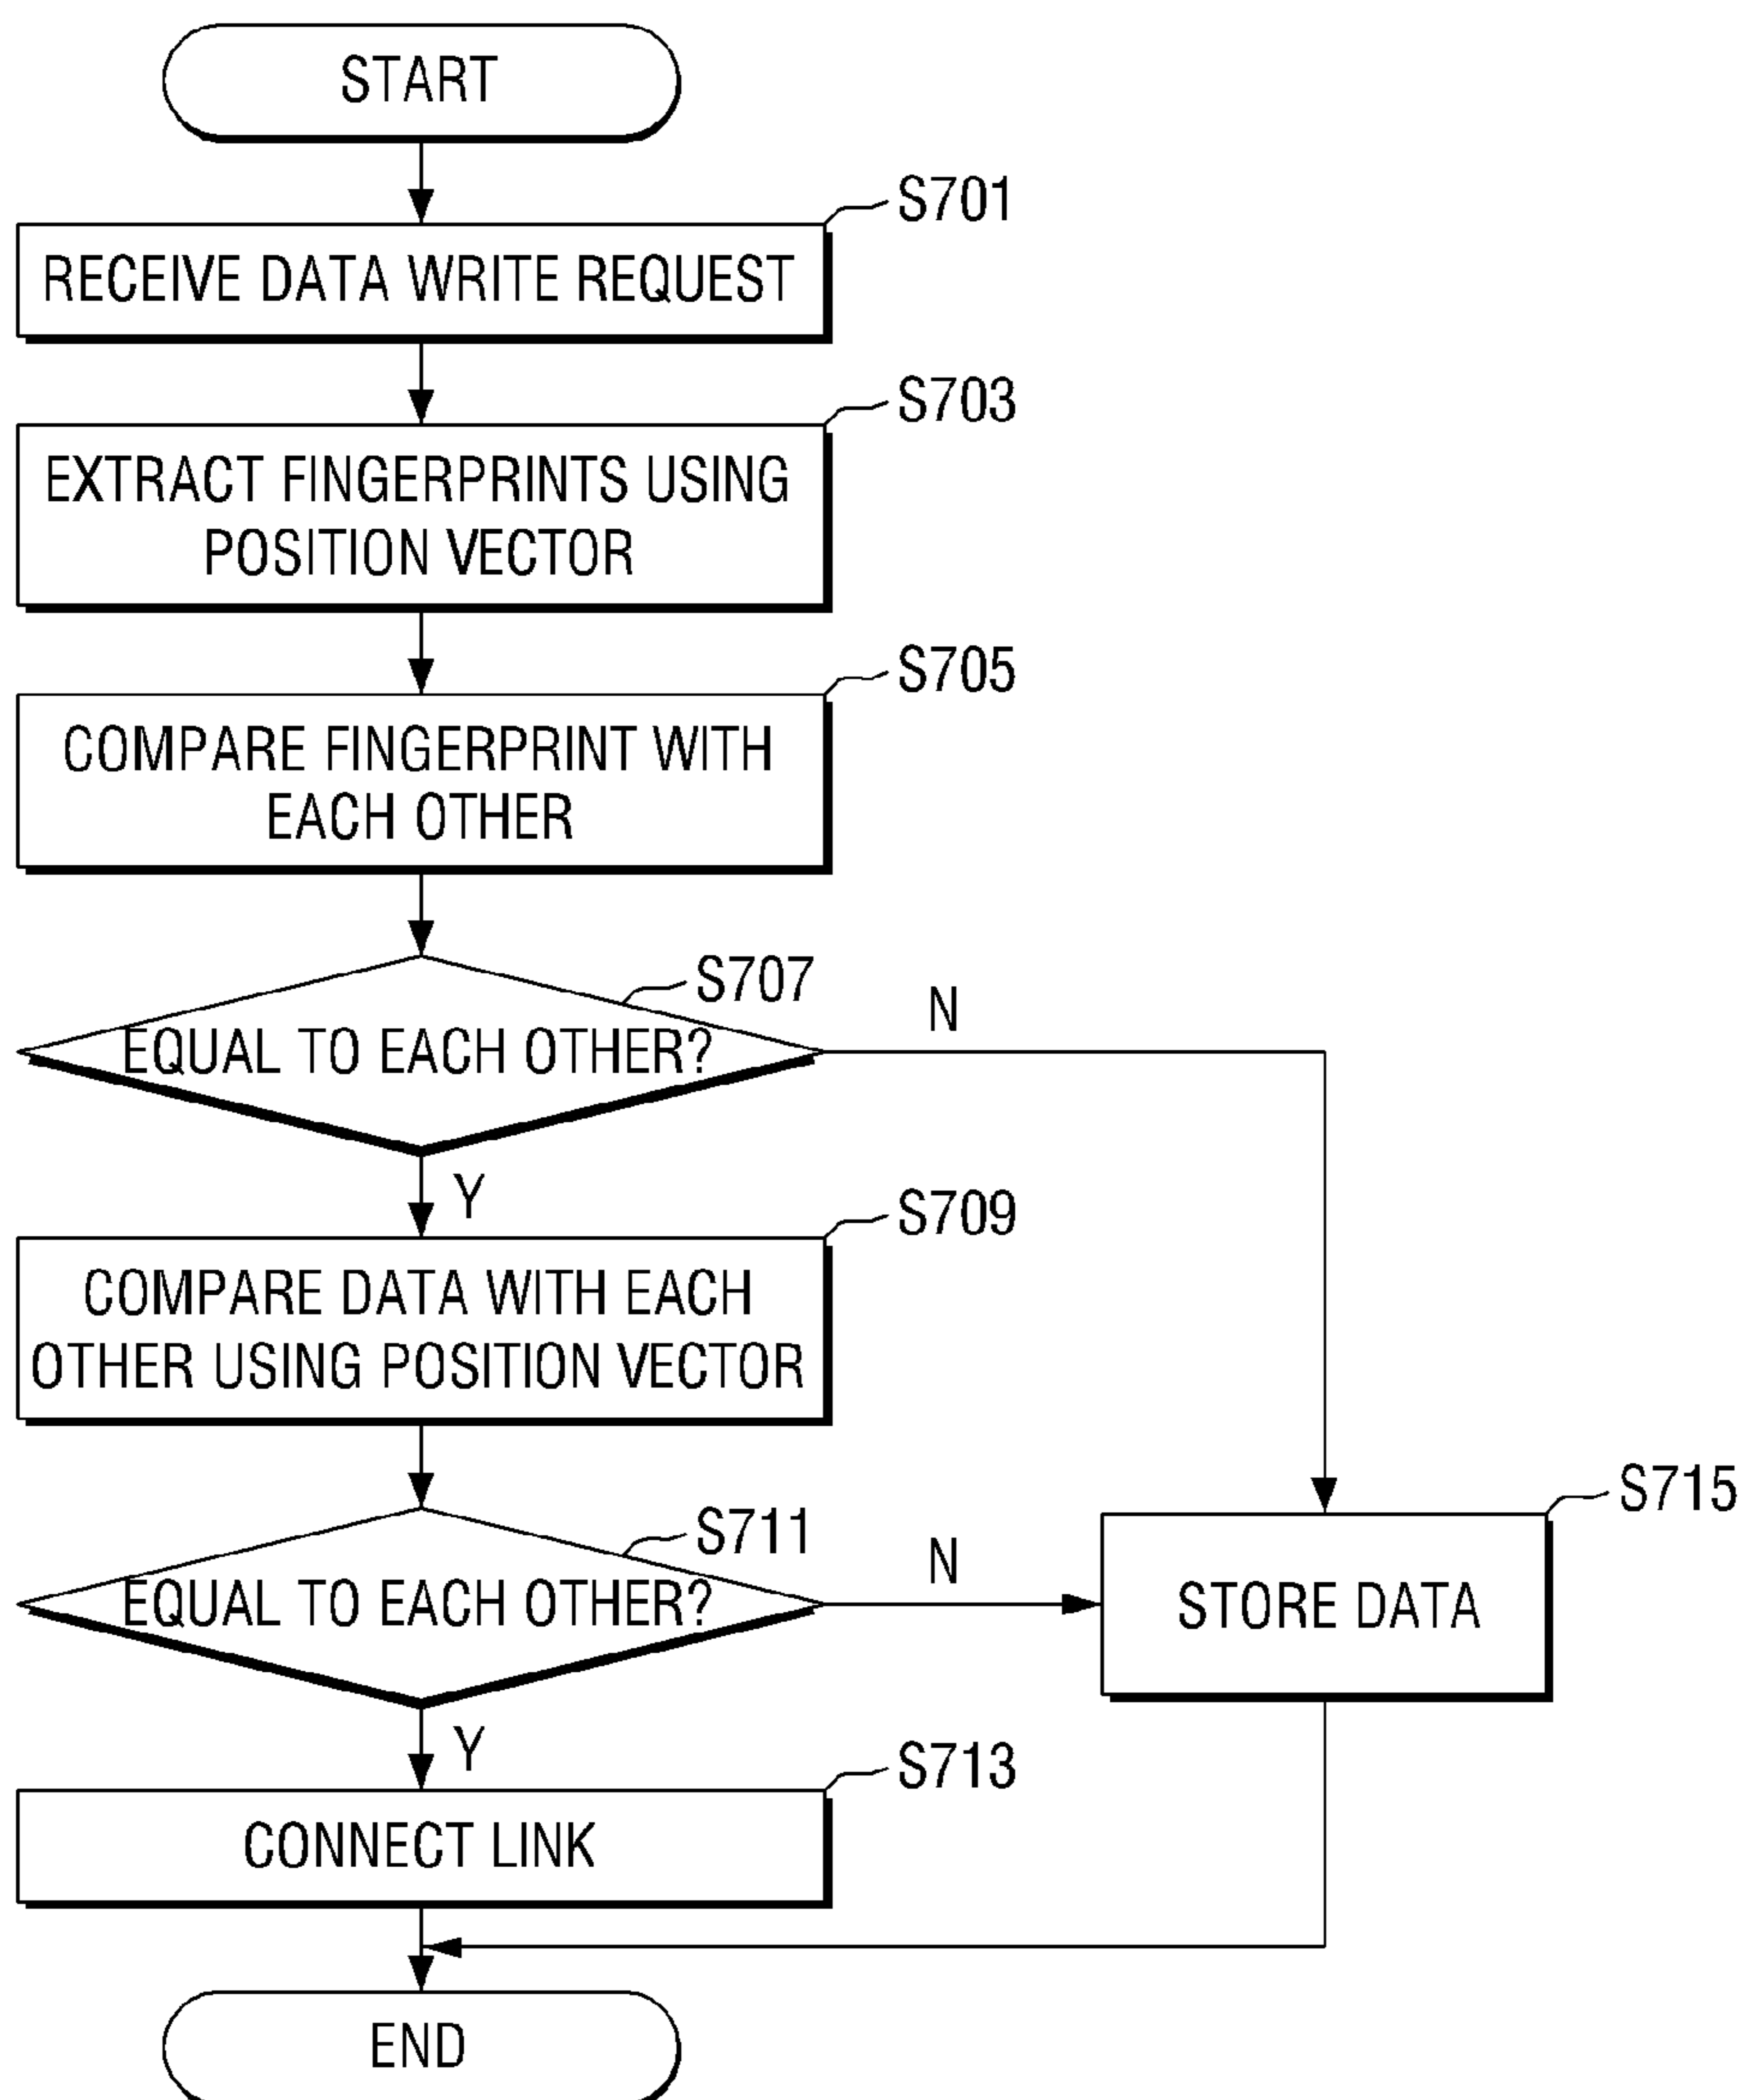 START
S701
RECEIVE DATA WRITE REQUEST
S703
EXTRACT FINGERPRINTS USING
POSITION VECTOR
S705
COMPARE FINGERPRINT WITH
EACH OTHER
S707
EQUAL TO EACH OTHER?
N
Y
S709
COMPARE DATA WITH EACH
OTHER USING POSITION VECTOR
S711
EQUAL TO EACH OTHER?
N
S715
STORE DATA
Y
S713
CONNECT LINK
END